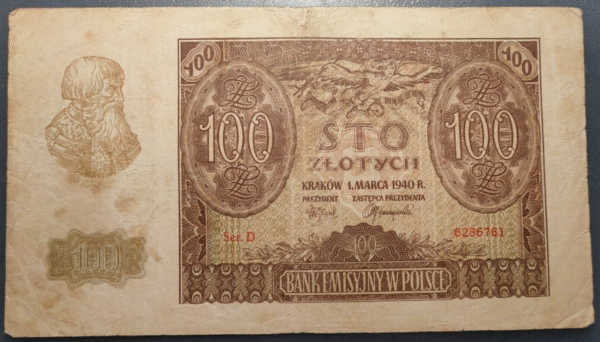 100 100
100 STO 100
ZŁOTYCH
KRAKÓW 1. MARCA 1940 R.
PREZYDENT ZASTĘPCA PREZYDENTA
Ser. D 6286761
100 100
BANK EMISYJNY W POLSCE